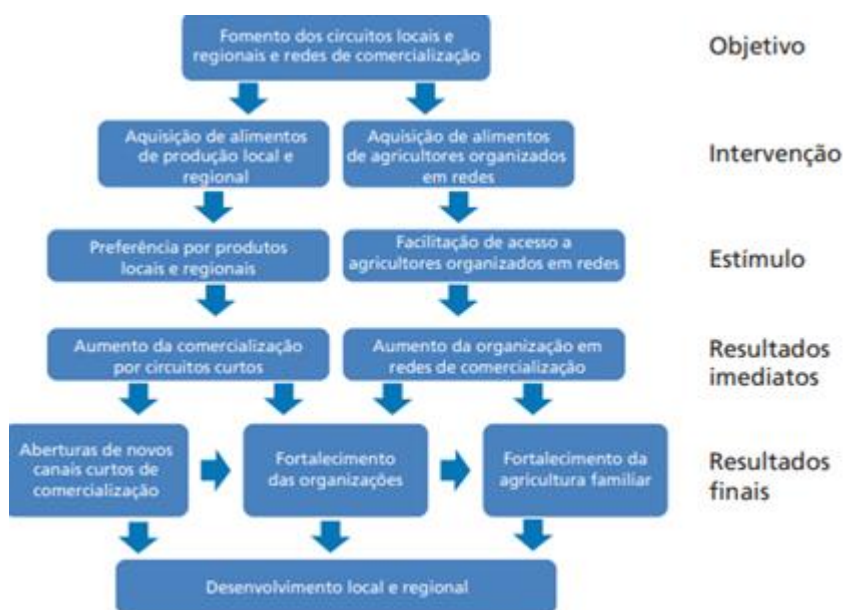 Fomento dos circuitos locais e
regionais e redes de comercialização
Objetivo
Aquisição de alimentos
de produção local e
regional
Aquisição de alimentos
de agricultores organizados
em redes
Intervenção
Preferência por produtos
locais e regionais
Facilitação de acesso a
agricultores organizados em redes
Estímulo
Aumento da comercialização
por circuitos curtos
Aumento da organização em
redes de comercialização
Resultados
imediatos
Aberturas de novos
canais curtos de
comercialização
Fortalecimento
das organizações
Fortalecimento da
agricultura familiar
Resultados
finais
Desenvolvimento local e regional